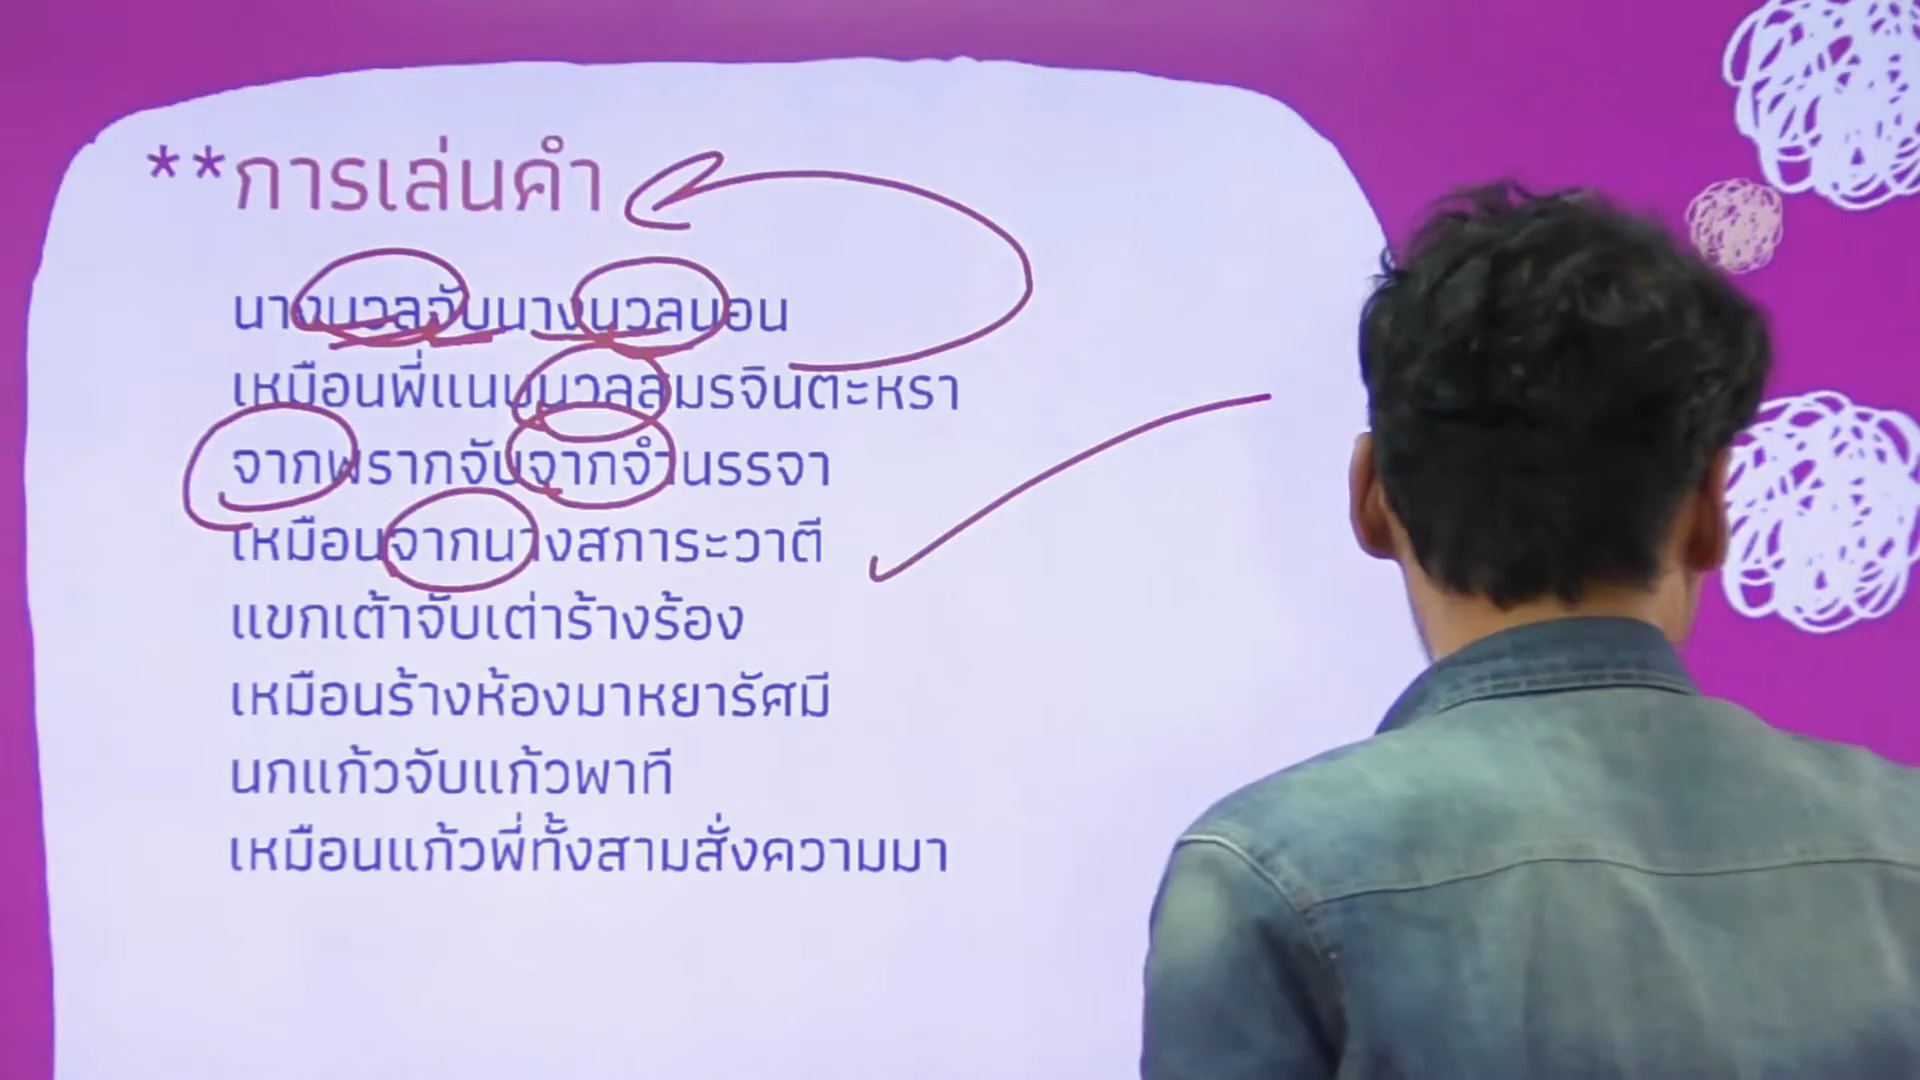 **การเล่นคำ
นางนวลจับนางนวลนอน
เหมือนพี่แนบนวลสมรจินตะหรา
จากพรากจับจากจำนรรจา
เหมือนจากนางสการะวาตี
แขกเต้าจับเต่าร้างร้อง
เหมือนร้างห้องมาหยารัศมี
นกแก้วจับแก้วพาที
เหมือนแก้วพี่ทั้งสามสั่งความมา